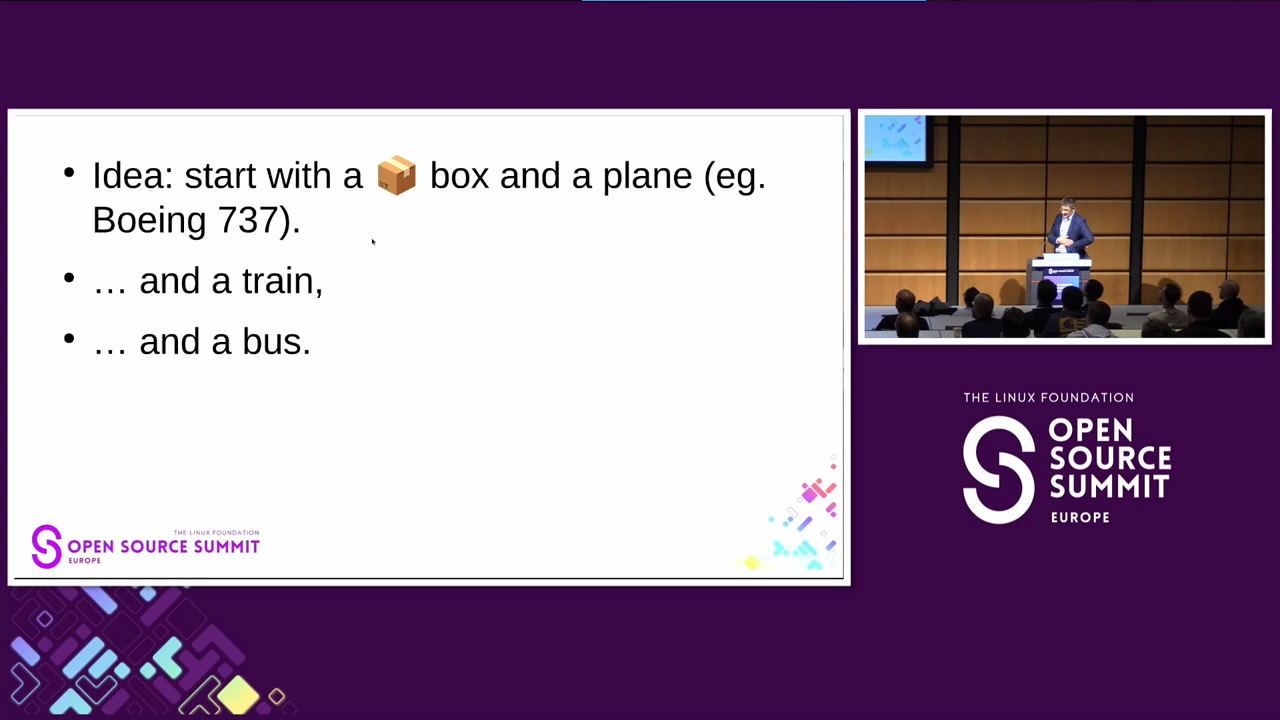 Idea: start with a 📦 box and a plane (eg.
Boeing 737).
… and a train,
… and a bus.
THE LINUX FOUNDATION
OPEN SOURCE SUMMIT
EUROPE
THE LINUX FOUNDATION
OPEN
SOURCE
SUMMIT
EUROPE